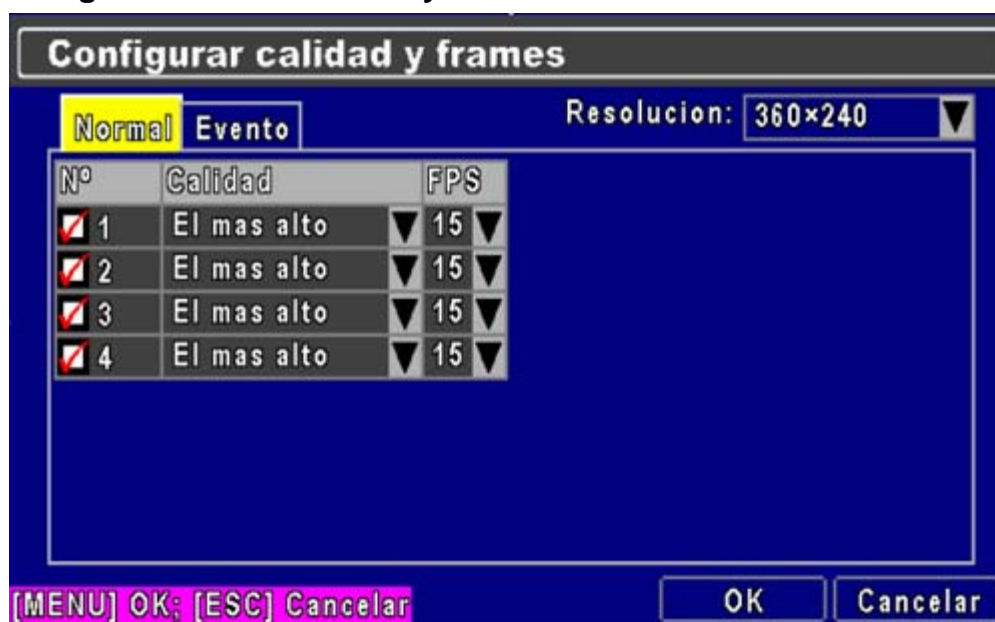 Configurar calidad y frames
Normal Evento Resolucion: 360×240
Nº Calidad FPS
1 El mas alto 15
2 El mas alto 15
3 El mas alto 15
4 El mas alto 15
[MENU] OK; [ESC] Cancelar OK Cancelar